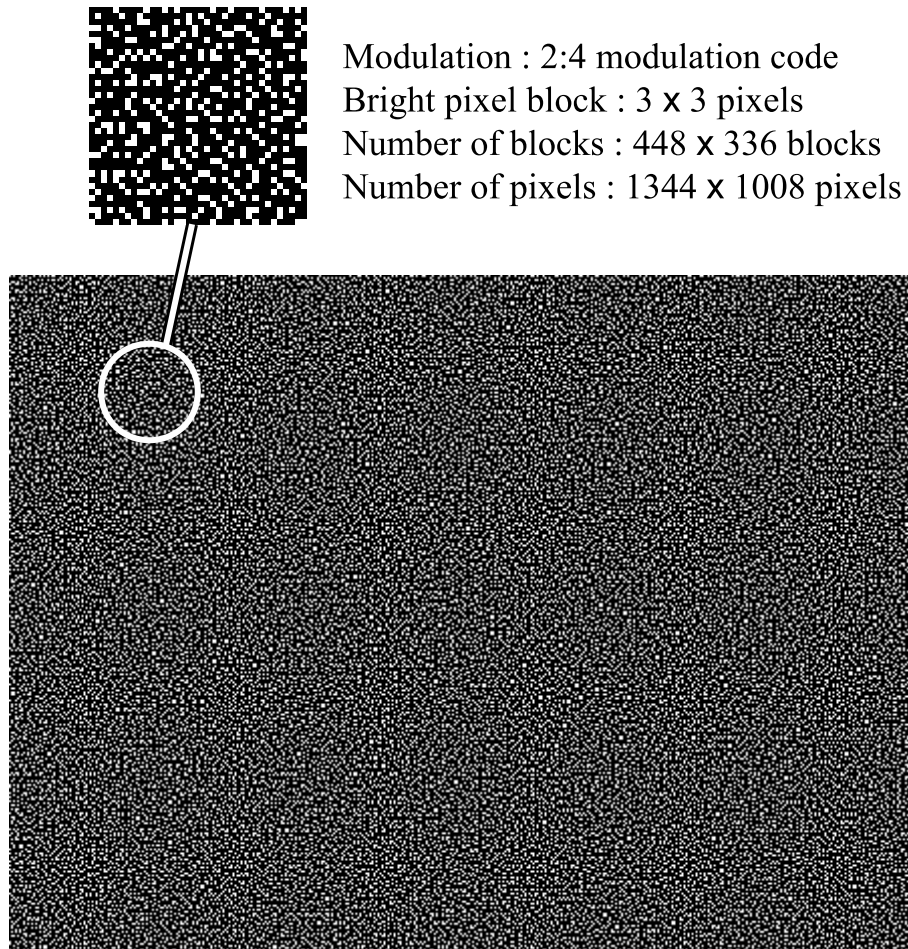 Modulation : 2:4 modulation code
Bright pixel block : 3 x 3 pixels
Number of blocks : 448 x 336 blocks
Number of pixels : 1344 x 1008 pixels